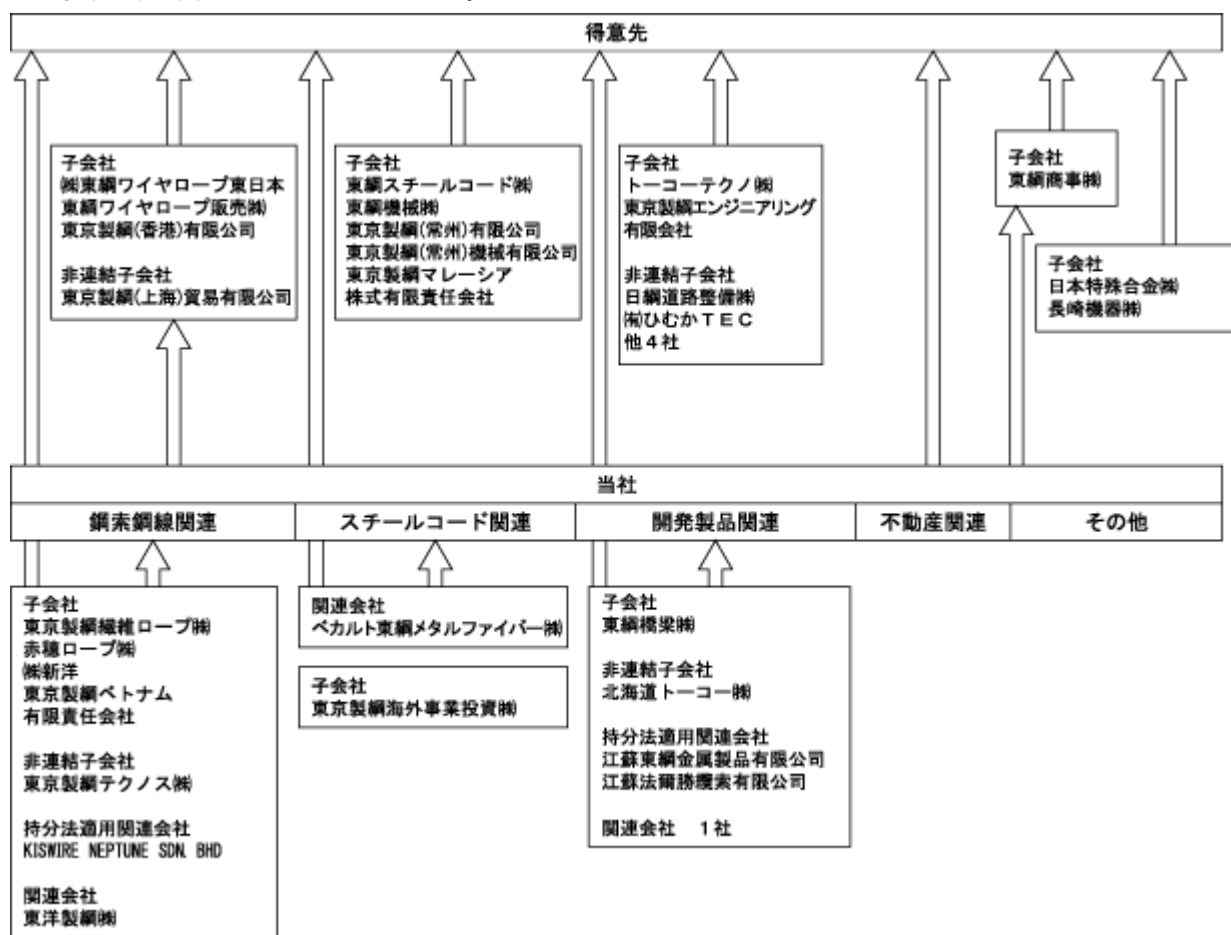 得意先
子会社
㈱東綱ワイヤロープ東日本
東綱ワイヤロープ販売㈱
東京製綱(香港)有限公司
非連結子会社
東京製綱(上海)貿易有限公司
子会社
東綱スチールコード㈱
東綱機械㈱
東京製綱(常州)有限公司
東京製綱(常州)機械有限公司
東京製綱マレーシア
株式有限責任会社
子会社
トーコーテクノ㈱
東京製綱エンジニアリング
有限会社
非連結子会社
日綱道路整備㈱
㈲ひむかTEC
他4社
子会社
東綱商事㈱
子会社
日本特殊合金㈱
長崎機器㈱
当社
鋼索鋼線関連
スチールコード関連
開発製品関連
不動産関連
その他
子会社
東京製綱繊維ロープ㈱
赤穂ロープ㈱
㈱新洋
東京製綱ベトナム
有限責任会社
非連結子会社
東京製綱テクノス㈱
持分法適用関連会社
KISWIRE NEPTUNE SDN. BHD
関連会社
東洋製綱㈱
関連会社
ベカルト東綱メタルファイバー㈱
子会社
東京製綱海外事業投資㈱
子会社
東綱橋梁㈱
非連結子会社
北海道トーコー㈱
持分法適用関連会社
江蘇東綱金属製品有限公司
江蘇法爾勝纜索有限公司
関連会社　1社